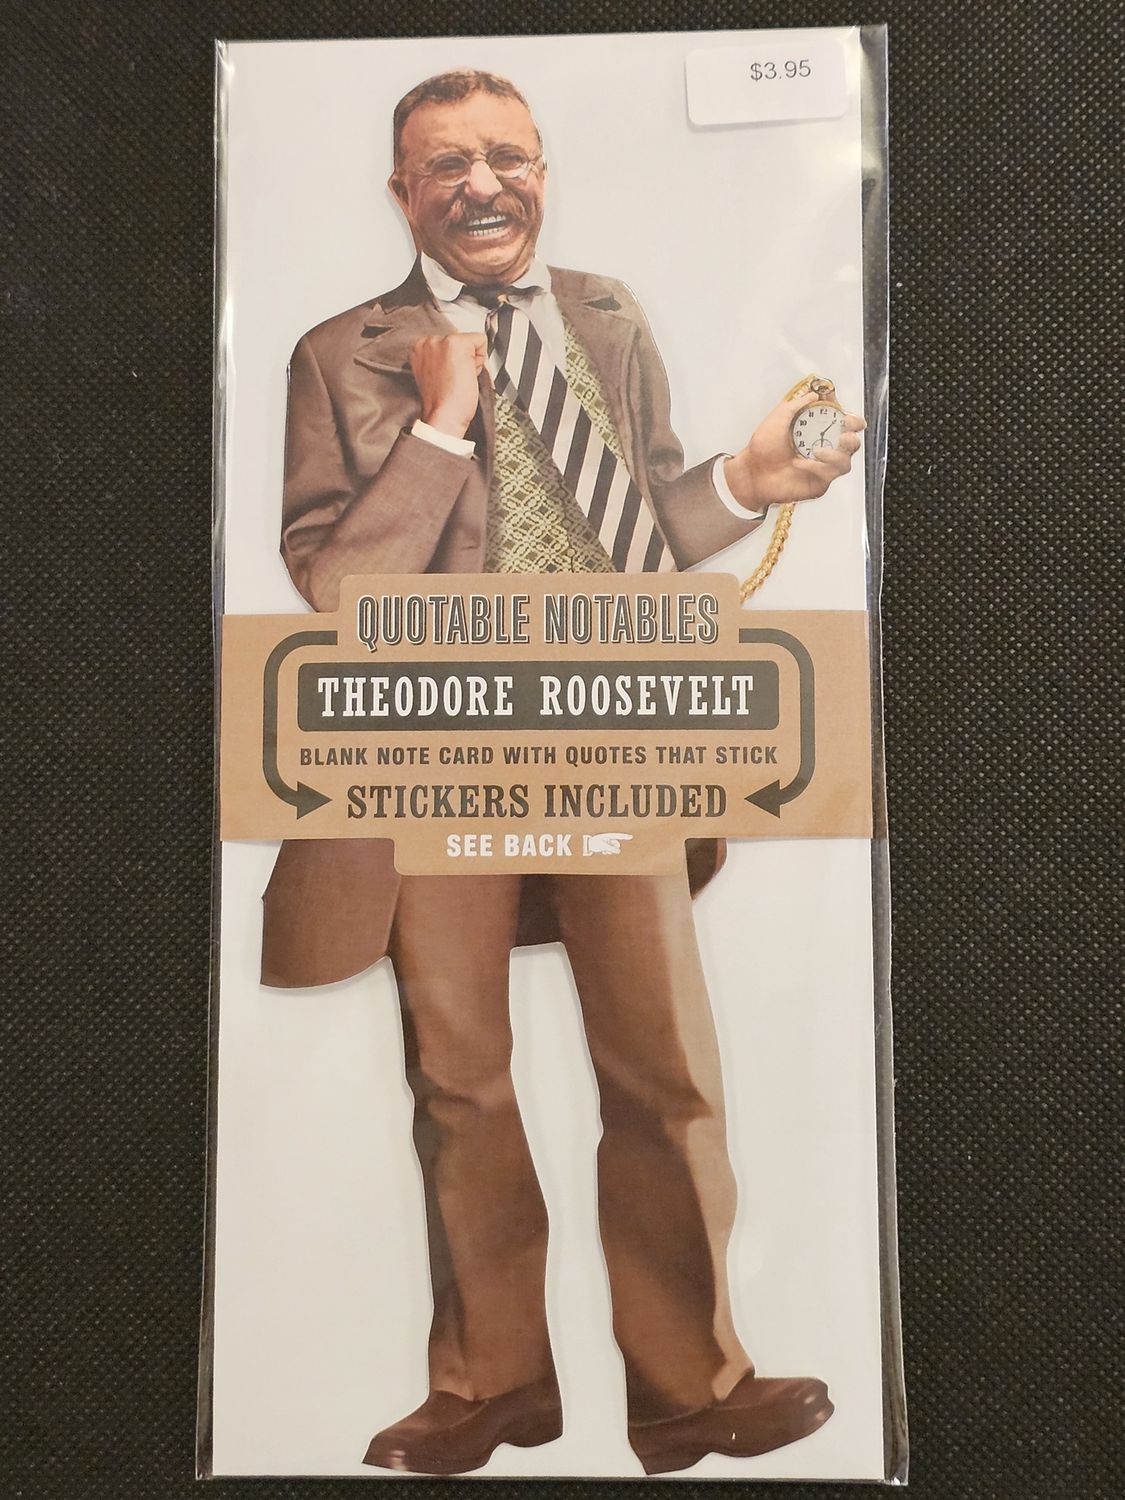 $3.95
QUOTABLE NOTABLES
THEODORE ROOSEVELT
BLANK NOTE CARD WITH QUOTES THAT STICK
STICKERS INCLUDED
SEE BACK